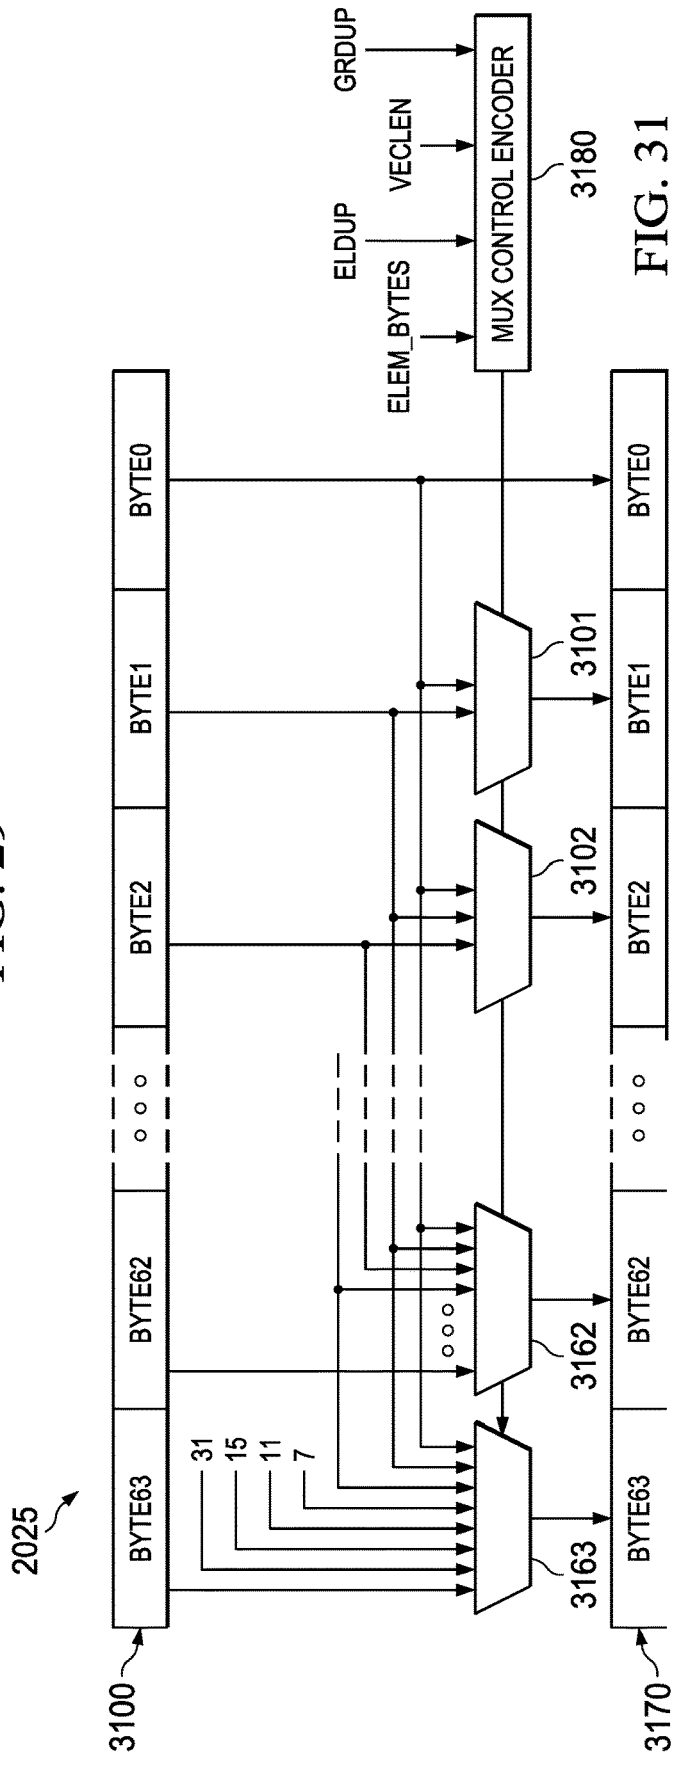 2025
3100
BYTE63
BYTE62
BYTE2
BYTE1
BYTE0
31
15
11
7
ELEM_BYTES
ELDUP
VECLEN
GRDUP
MUX CONTROL ENCODER
3180
3163
3162
3102
3101
3170
BYTE63
BYTE62
BYTE2
BYTE1
BYTE0
FIG. 31